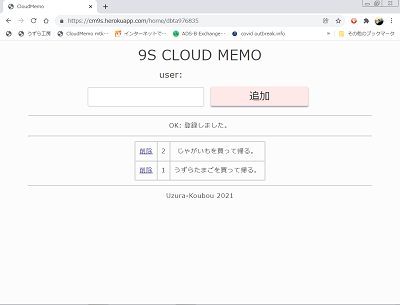 CloudMemo
https://cm9s.herokuapp.com/home/dbta976835
うずら工房
CloudMemo mtk...
インターネットで...
ADS-B Exchange...
covid outbreak.info
その他のブックマーク
9S CLOUD MEMO
user:
追加
OK: 登録しました。
削除 2 じゃがいもを買って帰る。
削除 1 うずらたまごを買って帰る。
Uzura-Koubou 2021